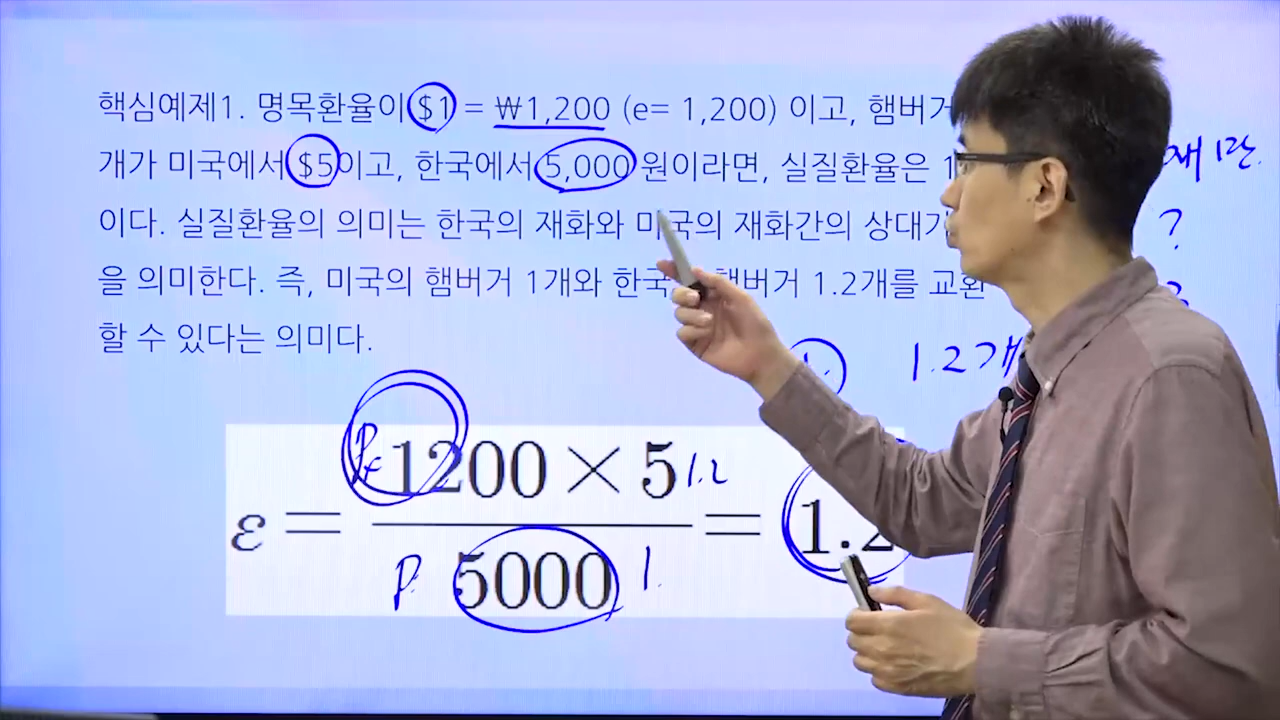 핵심예제1. 명목환율이 $1 = ₩1,200 (e= 1,200) 이고, 햄버거
개가 미국에서 $5이고, 한국에서 5,000 원이라면, 실질환율은 1
이다. 실질환율의 의미는 한국의 재화와 미국의 재화간의 상대가
?
을 의미한다. 즉, 미국의 햄버거 1개와 한국 햄버거 1.2개를 교환
할 수 있다는 의미다.
1.2개
ε = 1200 × 5 / 5000 = 1.2
1.2
P
1.